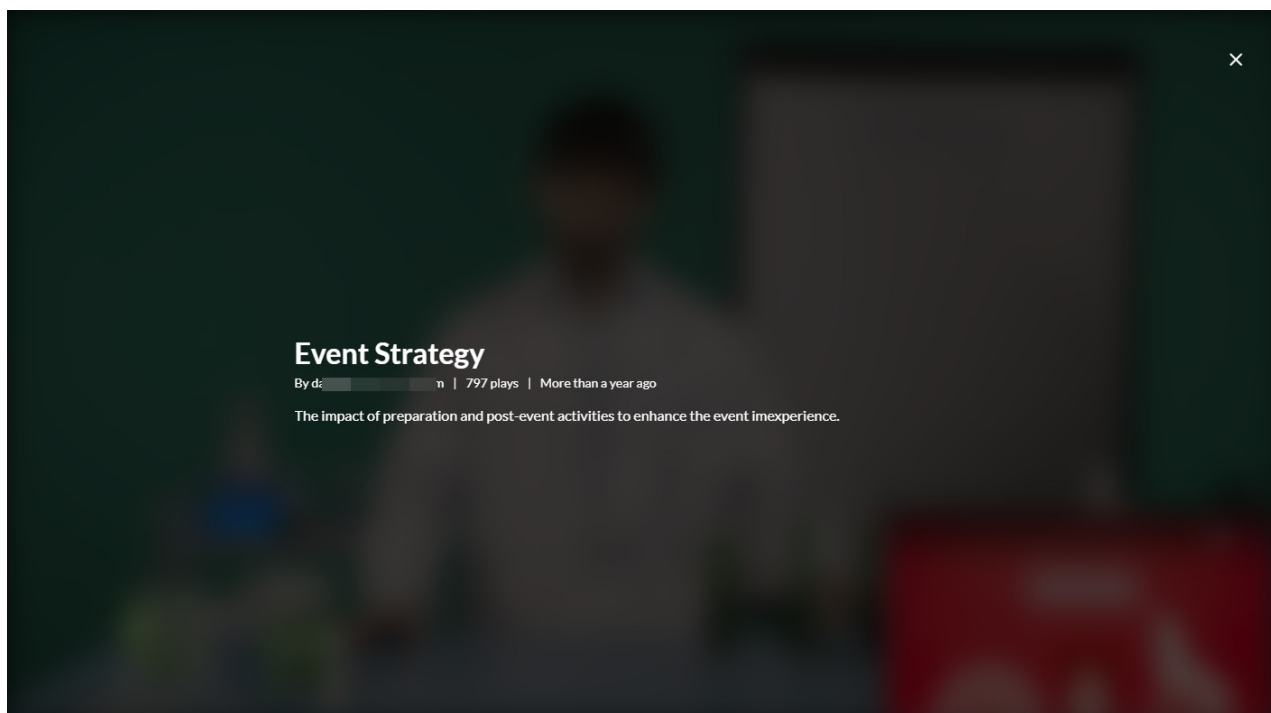 Event Strategy
By | 797 plays | More than a year ago
The impact of preparation and post-event activities to enhance the event imexperience.